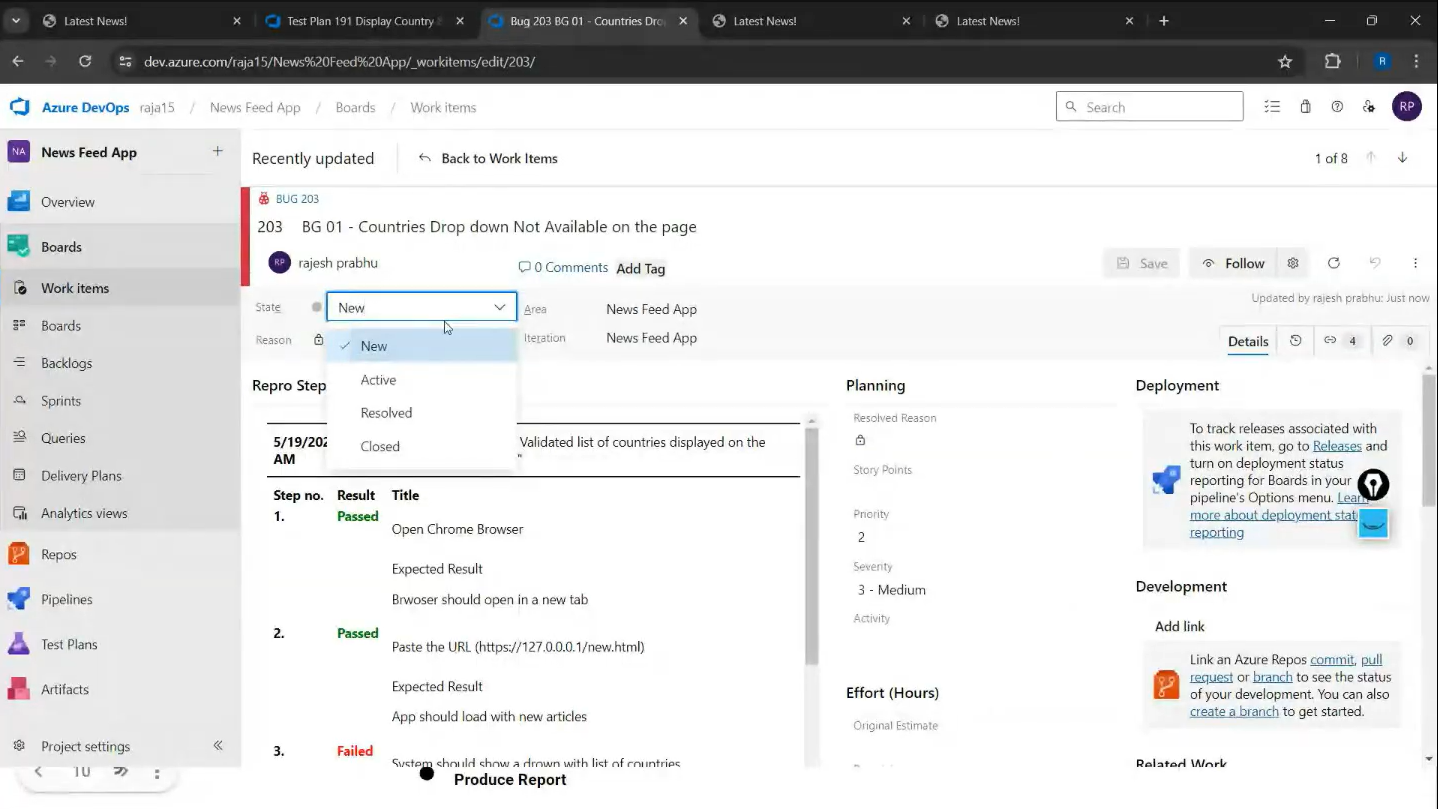 Latest News!
Test Plan 191 Display Country
Bug 203 BG 01 - Countries Dro
Latest News!
Latest News!
dev.azure.com/raja15/News%20Feed%20App/_workitems/edit/203/
R
Azure DevOps raja15 / News Feed App / Boards / Work items
Search
RP
NA News Feed App
Overview
Boards
Work items
Boards
Backlogs
Sprints
Queries
Delivery Plans
Analytics views
Repos
Pipelines
Test Plans
Artifacts
Project settings
Recently updated
Back to Work Items
1 of 8
BUG 203
203 BG 01 - Countries Drop down Not Available on the page
RP rajesh prabhu
0 Comments
Add Tag
Save
Follow
State
New
Area
News Feed App
Updated by rajesh prabhu: Just now
Reason
Iteration
News Feed App
New
Active
Resolved
Closed
Details
4
0
Repro Step
5/19/202
AM
Validated list of countries displayed on the
"
Step no. Result Title
1. Passed
Open Chrome Browser
Expected Result
Brwoser should open in a new tab
2. Passed
Paste the URL (https://127.0.0.0.1/new.html)
Expected Result
App should load with new articles
3. Failed
System should show a drown with list of countries
Planning
Resolved Reason
Story Points
Priority
2
Severity
3 - Medium
Activity
Effort (Hours)
Original Estimate
Deployment
To track releases associated with
this work item, go to Releases and
turn on deployment status
reporting for Boards in your
pipeline's Options menu. Learn
more about deployment stat
reporting
Development
Add link
Link an Azure Repos commit, pull
request or branch to see the status
of your development. You can also
create a branch to get started.
Related Work
10
Produce Report